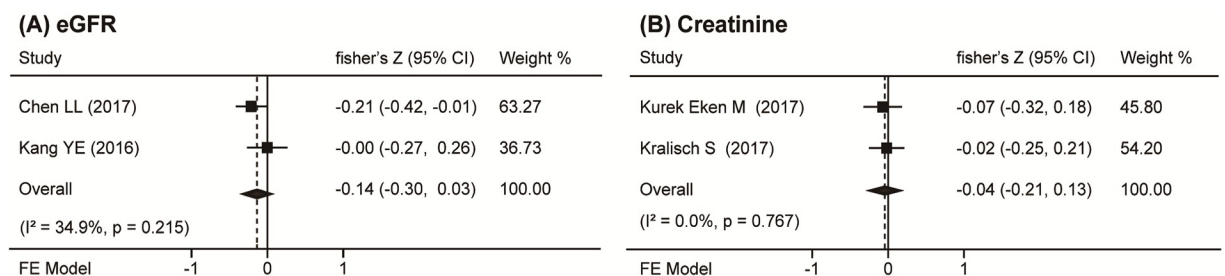 (A) eGFR
Study fisher's Z (95% CI) Weight %
Chen LL (2017) -0.21 (-0.42, -0.01) 63.27
Kang YE (2016) -0.00 (-0.27, 0.26) 36.73
Overall -0.14 (-0.30, 0.03) 100.00
(I² = 34.9%, p = 0.215)
FE Model -1 0 1
(B) Creatinine
Study fisher's Z (95% CI) Weight %
Kurek Eken M (2017) -0.07 (-0.32, 0.18) 45.80
Kralisch S (2017) -0.02 (-0.25, 0.21) 54.20
Overall -0.04 (-0.21, 0.13) 100.00
(I² = 0.0%, p = 0.767)
FE Model -1 0 1